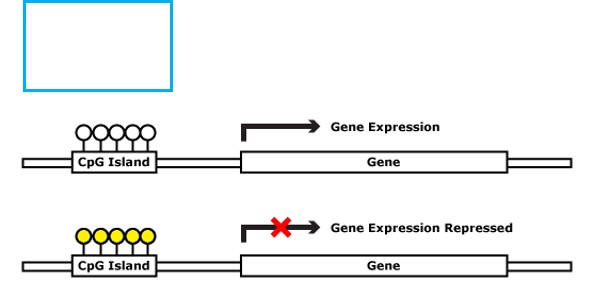 Gene Expression
CpG Island
Gene
Gene Expression Repressed
CpG Island
Gene